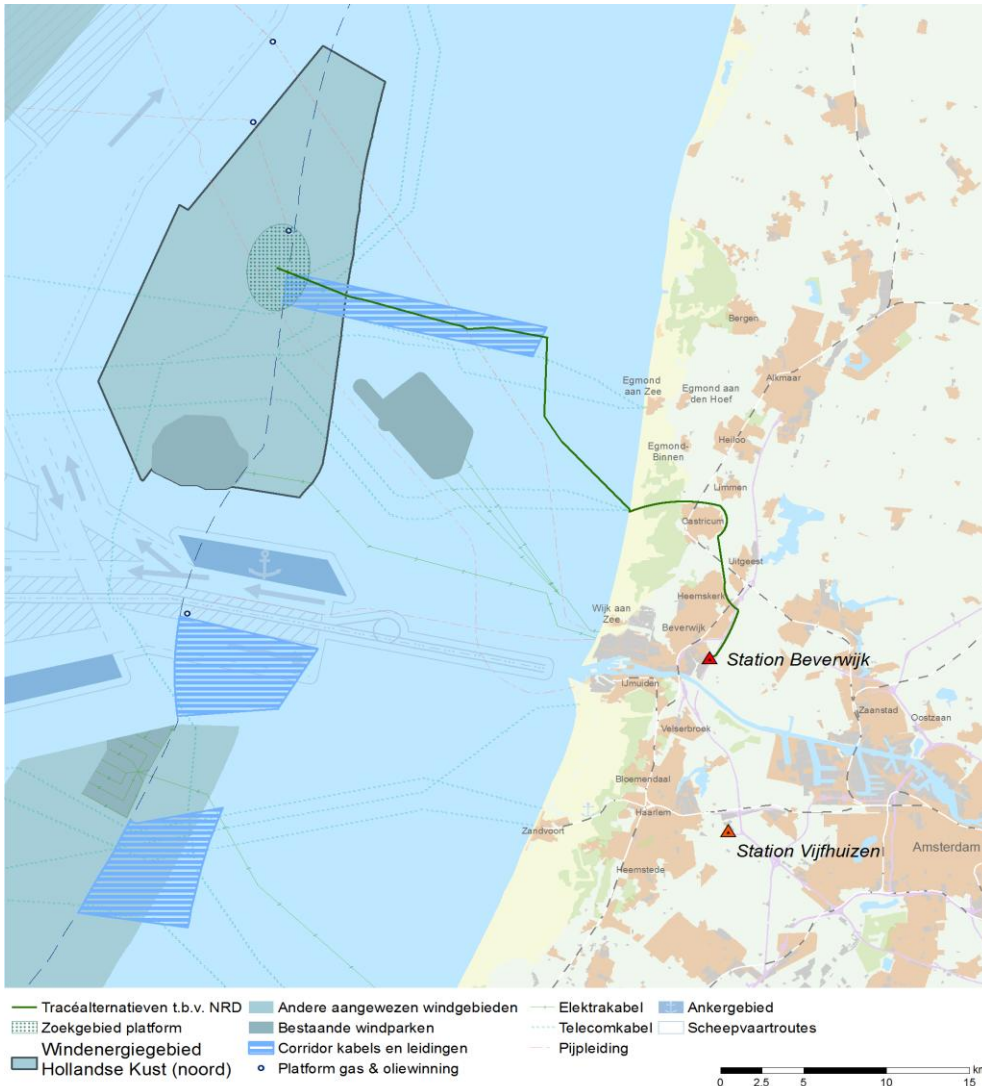 Bergen
Alkmaar
Egmond
aan Zee
Egmond aan
den Hoef
Heiloo
Egmond-
Binnen
Limmen
Castricum
Uitgeest
Heemskerk
Wijk aan
Zee
Beverwijk
Station Beverwijk
IJmuiden
Zaanstad
Oostzaan
Velserbroek
Bloemendaal
Haarlem
Zandvoort
Station Vijfhuizen
Amsterdam
Heemstede
Tracéalternatieven t.b.v. NRD
Zoekgebied platform
Windenergiegebied
Hollandse Kust (noord)
Andere aangewezen windgebieden
Bestaande windparken
Corridor kabels en leidingen
Platform gas & oliewinning
Elektrakabel
Telecomkabel
Pijpleiding
Ankergebied
Scheepvaartroutes
km
0 2.5 5 10 15